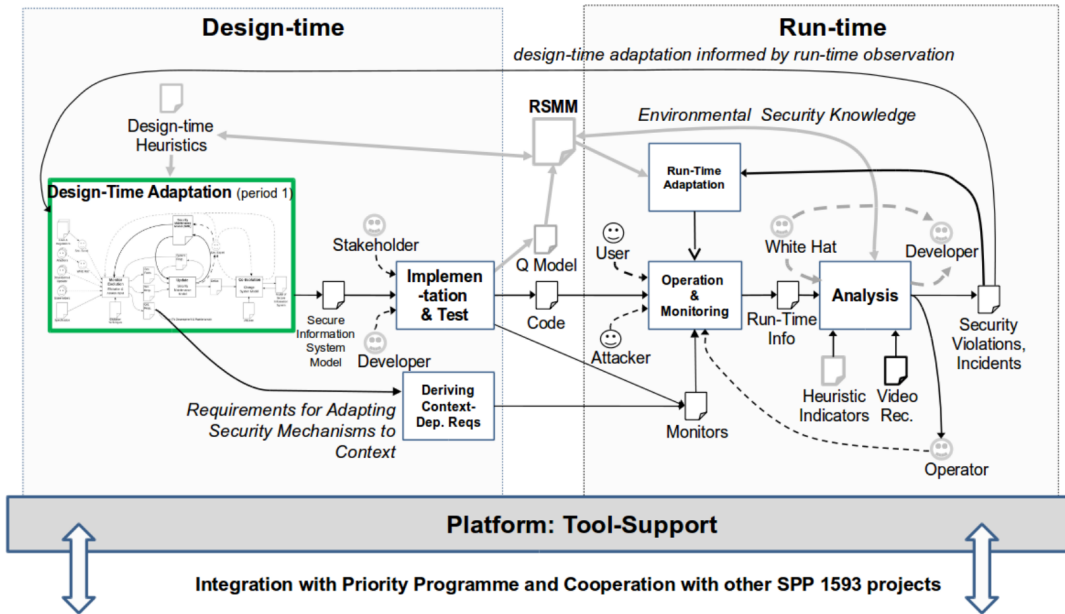 Design-time
Run-time
design-time adaptation informed by run-time observation
RSMM
Environmental Security Knowledge
Design-time
Heuristics
Run-Time
Adaptation
Design-Time Adaptation (period 1)
Stakeholder
Q Model
User
White Hat
Developer
Implemen
-tation
& Test
Operation
&
Monitoring
Analysis
Secure
Information
System
Model
Code
Run-Time
Info
Security
Violations,
Incidents
Developer
Attacker
Deriving
Context-
Dep. Reqs
Heuristic
Indicators
Video
Rec.
Requirements for Adapting
Security Mechanisms to
Context
Monitors
Operator
Platform: Tool-Support
Integration with Priority Programme and Cooperation with other SPP 1593 projects